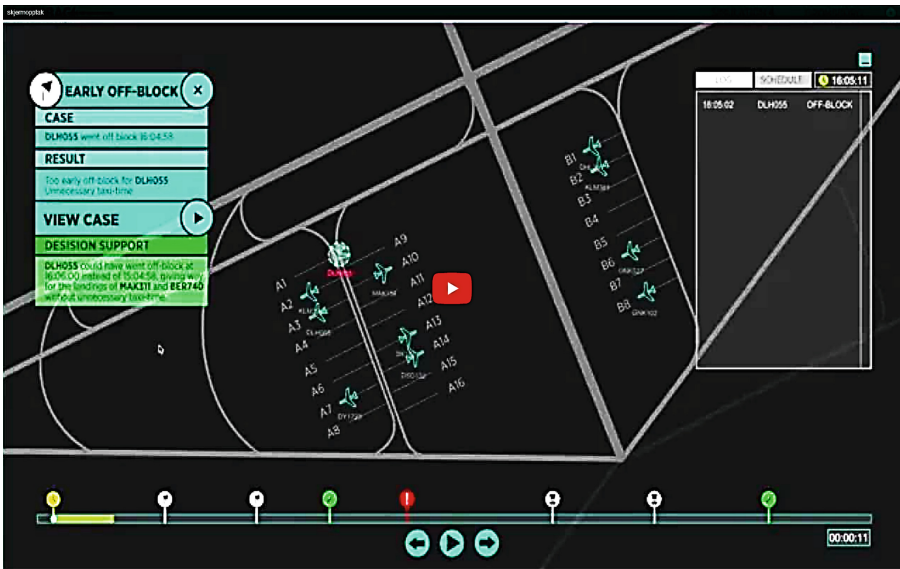 skjermopptak
EARLY OFF-BLOCK
CASE
DLH055 went off block 16:04:58.
RESULT
Too early off-block for DLH055
Unnecessary taxi-time.
VIEW CASE
DESISION SUPPORT
DLH055 could have went off-block at
16:06:00 instead of 15:04:58, giving way
for the landings of MAK311 and BER740
without unnecessary taxi-time.
LOG
SCHEDULE
16:05:11
16:05:02 DLH055 OFF-BLOCK
B1
B2
B3
B4
B5
B6
B7
B8
A9
A10
A11
A12
A13
A14
A15
A16
A1
A2
A3
A4
A5
A6
A7
A8
00:00:11